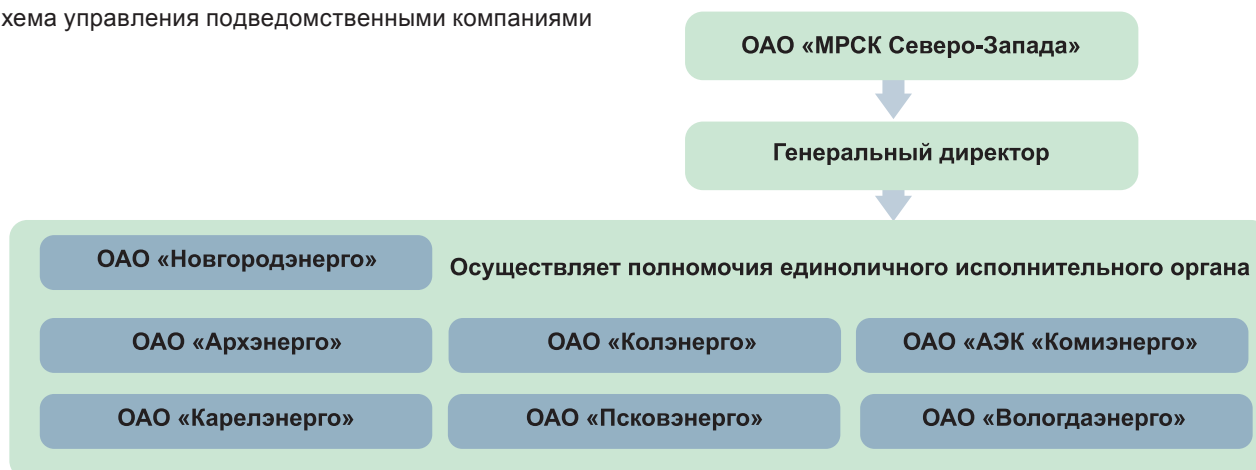 хема управления подведомственными компаниями
ОАО «МРСК Северо-Запада»
Генеральный директор
ОАО «Новгородэнерго»
Осуществляет полномочия единоличного исполнительного органа
ОАО «Архэнерго»
ОАО «Колэнерго»
ОАО «АЭК «Комиэнерго»
ОАО «Карелэнерго»
ОАО «Псковэнерго»
ОАО «Вологдаэнерго»